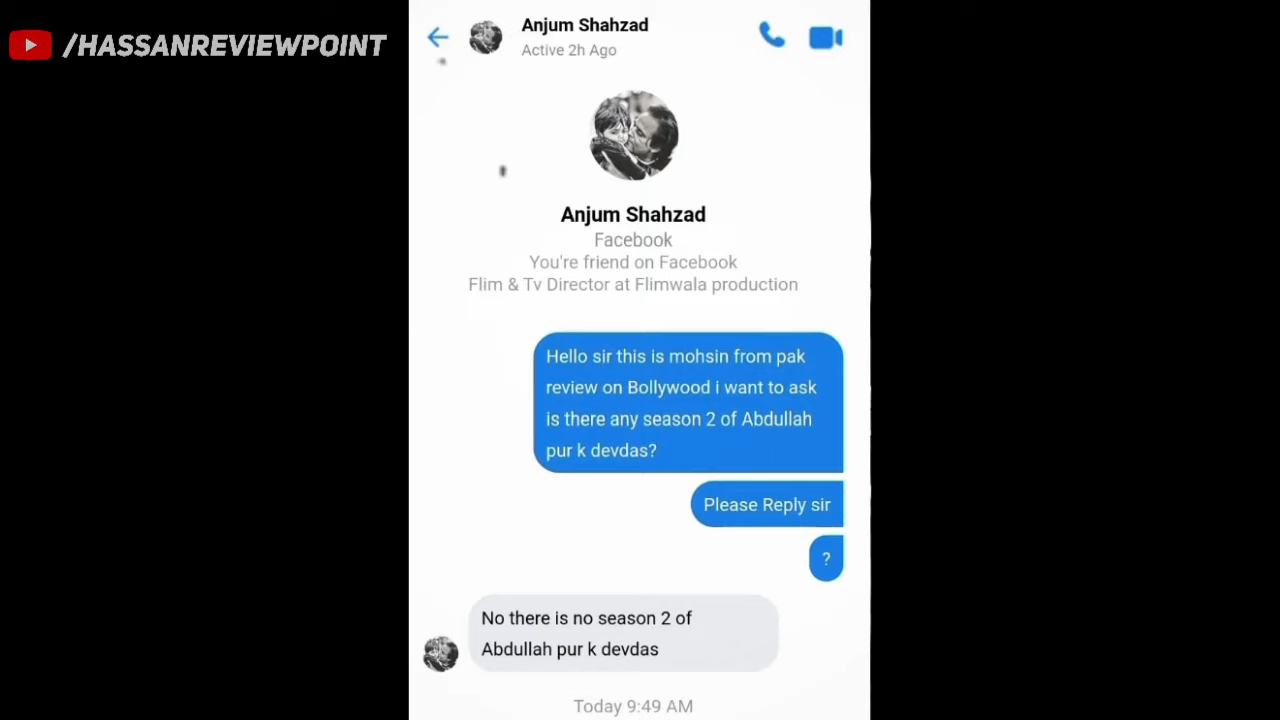 /HASSANREVIEWPOINT
Anjum Shahzad
Active 2h Ago
Anjum Shahzad
Facebook
You're friend on Facebook
Flim & Tv Director at Flimwala production
Hello sir this is mohsin from pak
review on Bollywood i want to ask
is there any season 2 of Abdullah
pur k devdas?
Please Reply sir
?
No there is no season 2 of
Abdullah pur k devdas
Today 9:49 AM